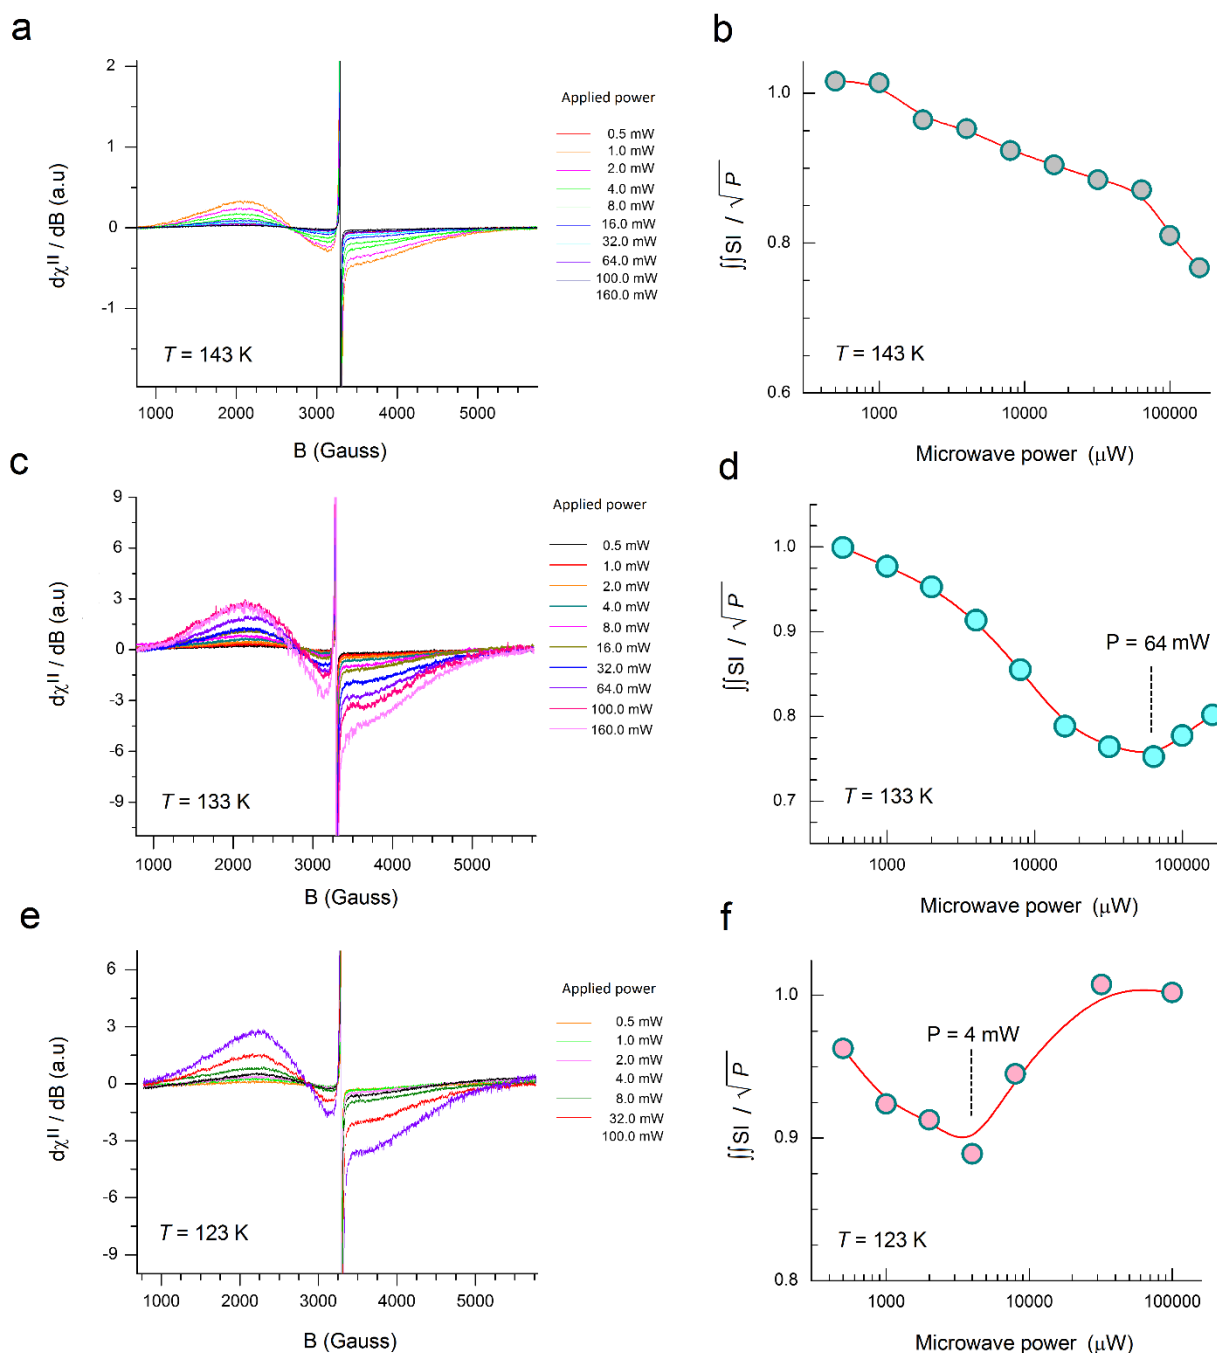 a
2
1
0
-1
dχᴵᴵ / dB (a.u)
1000 2000 3000 4000 5000
B (Gauss)
T = 143 K
Applied power
0.5 mW
1.0 mW
2.0 mW
4.0 mW
8.0 mW
16.0 mW
32.0 mW
64.0 mW
100.0 mW
160.0 mW
b
1.0
0.8
0.6
∫∫SI / √P
1000 10000 100000
Microwave power (μW)
T = 143 K
c
9
6
3
0
-3
-6
-9
dχᴵᴵ / dB (a.u)
1000 2000 3000 4000 5000
B (Gauss)
T = 133 K
Applied power
0.5 mW
1.0 mW
2.0 mW
4.0 mW
8.0 mW
16.0 mW
32.0 mW
64.0 mW
100.0 mW
160.0 mW
d
1.0
0.9
0.8
0.7
∫∫SI / √P
P = 64 mW
1000 10000 100000
Microwave power (μW)
T = 133 K
e
6
3
0
-3
-6
-9
dχᴵᴵ / dB (a.u)
1000 2000 3000 4000 5000
B (Gauss)
T = 123 K
Applied power
0.5 mW
1.0 mW
2.0 mW
4.0 mW
8.0 mW
32.0 mW
100.0 mW
f
1.0
0.9
0.8
∫∫SI / √P
P = 4 mW
1000 10000 100000
Microwave power (μW)
T = 123 K